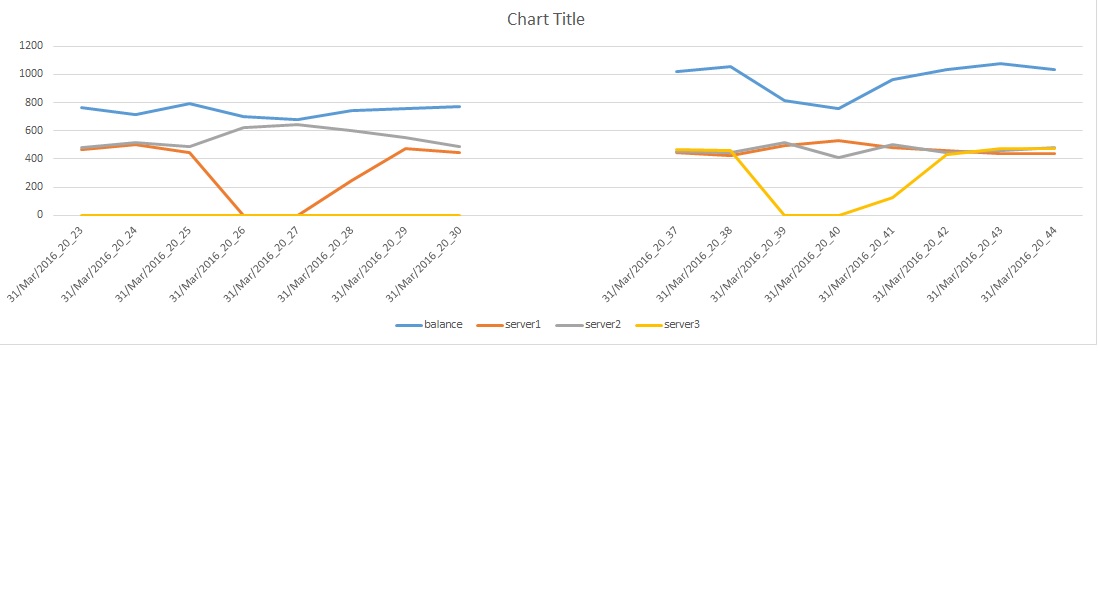 Chart Title
1200
1000
800
600
400
200
0
31/Mar/2016_20_23
31/Mar/2016_20_24
31/Mar/2016_20_25
31/Mar/2016_20_26
31/Mar/2016_20_27
31/Mar/2016_20_28
31/Mar/2016_20_29
31/Mar/2016_20_30
31/Mar/2016_20_37
31/Mar/2016_20_38
31/Mar/2016_20_39
31/Mar/2016_20_40
31/Mar/2016_20_41
31/Mar/2016_20_42
31/Mar/2016_20_43
31/Mar/2016_20_44
balance server1 server2 server3